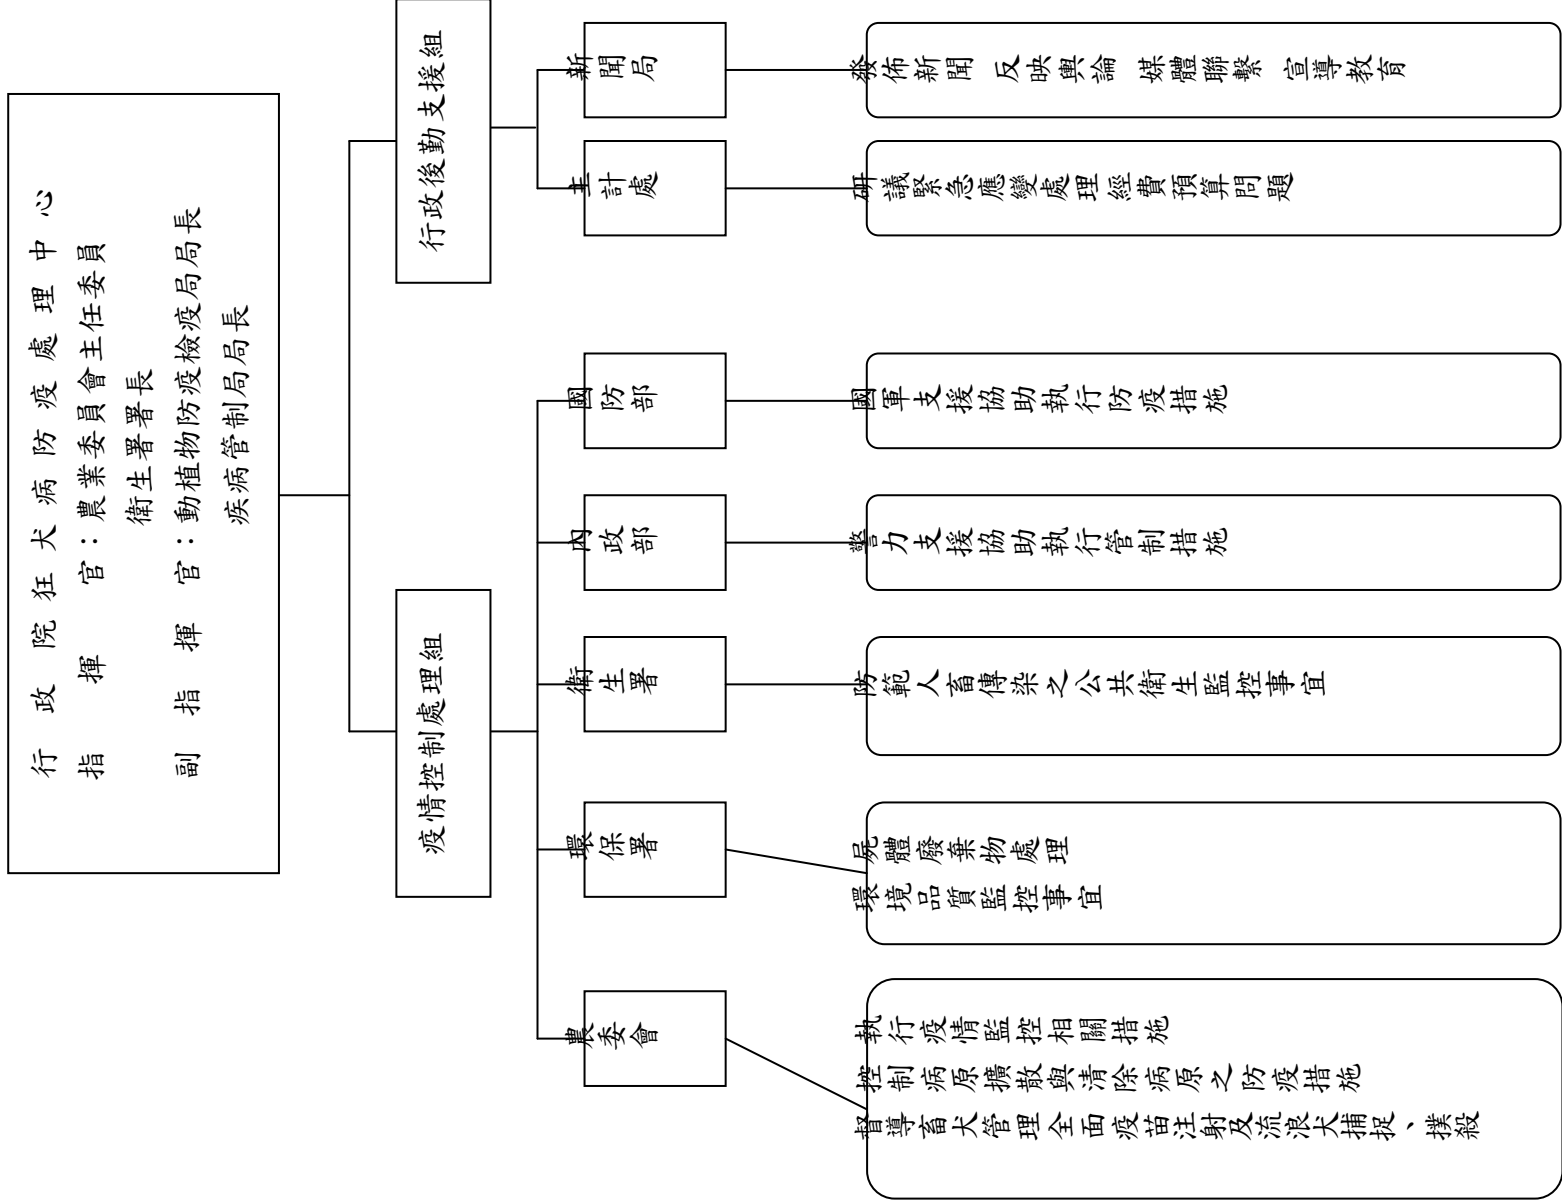 行政院狂犬病防疫處理中心
指揮官：農業委員會主任委員
衛生署署長
副指揮官：動植物防疫檢疫局局長
疾病管制局局長
疫情控制處理組
行政後勤支援組
農委會
環保署
衛生署
內政部
國防部
主計處
新聞局
執行疫情監控相關措施
控制病原擴散與清除病原之防疫措施
督導畜犬管理全面疫苗注射及流浪犬捕捉、撲殺
屍體廢棄物處理
環境品質監控事宜
防範人畜傳染之公共衛生監控事宜
警力支援協助執行管制措施
國軍支援協助執行防疫措施
研議緊急應變處理經費預算問題
發佈新聞 反映輿論 媒體聯繫 宣導教育